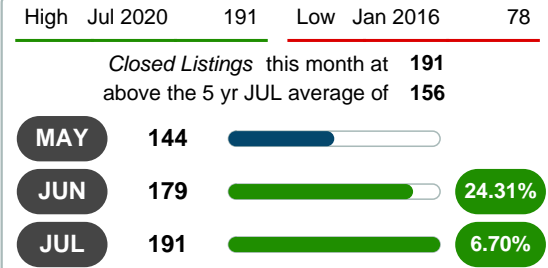 High Jul 2020 191 Low Jan 2016 78
Closed Listings this month at 191
above the 5 yr JUL average of 156
MAY 144
JUN 179 24.31%
JUL 191 6.70%